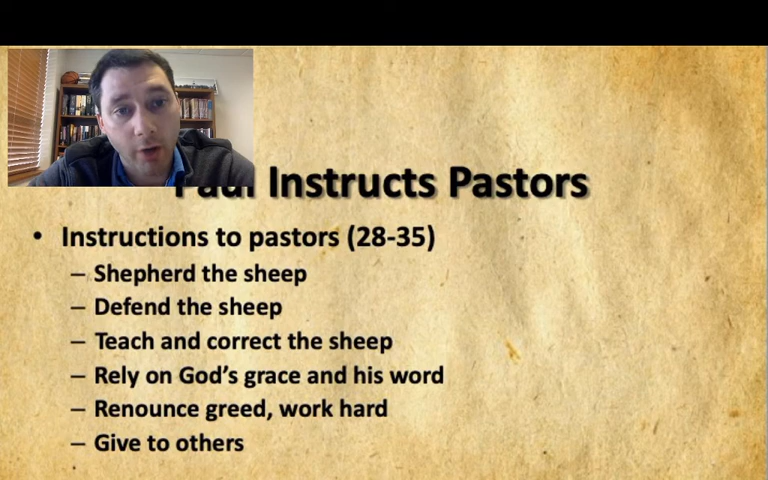 Paul Instructs Pastors
• Instructions to pastors (28-35)
– Shepherd the sheep
– Defend the sheep
– Teach and correct the sheep
– Rely on God's grace and his word
– Renounce greed, work hard
– Give to others